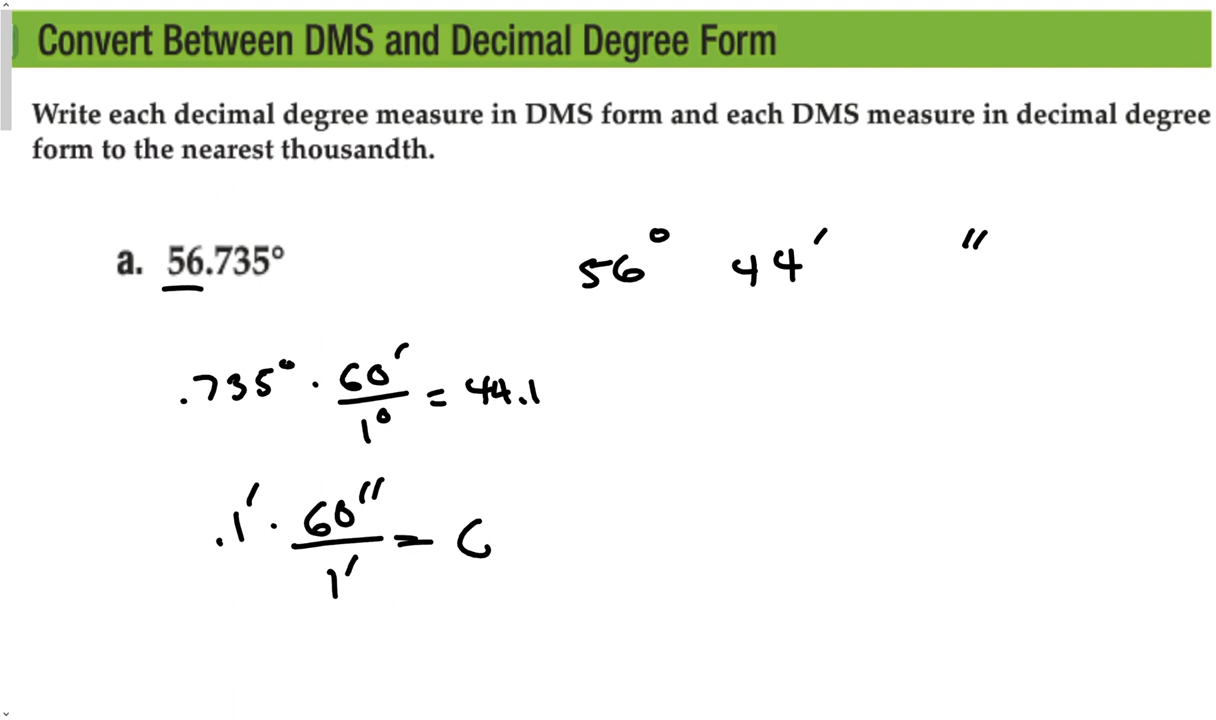 Convert Between DMS and Decimal Degree Form
Write each decimal degree measure in DMS form and each DMS measure in decimal degree
form to the nearest thousandth.
a. 56.735° 56° 44′ ″
.735° · 60′/1° = 44.1
.1′ · 60″/1′ =